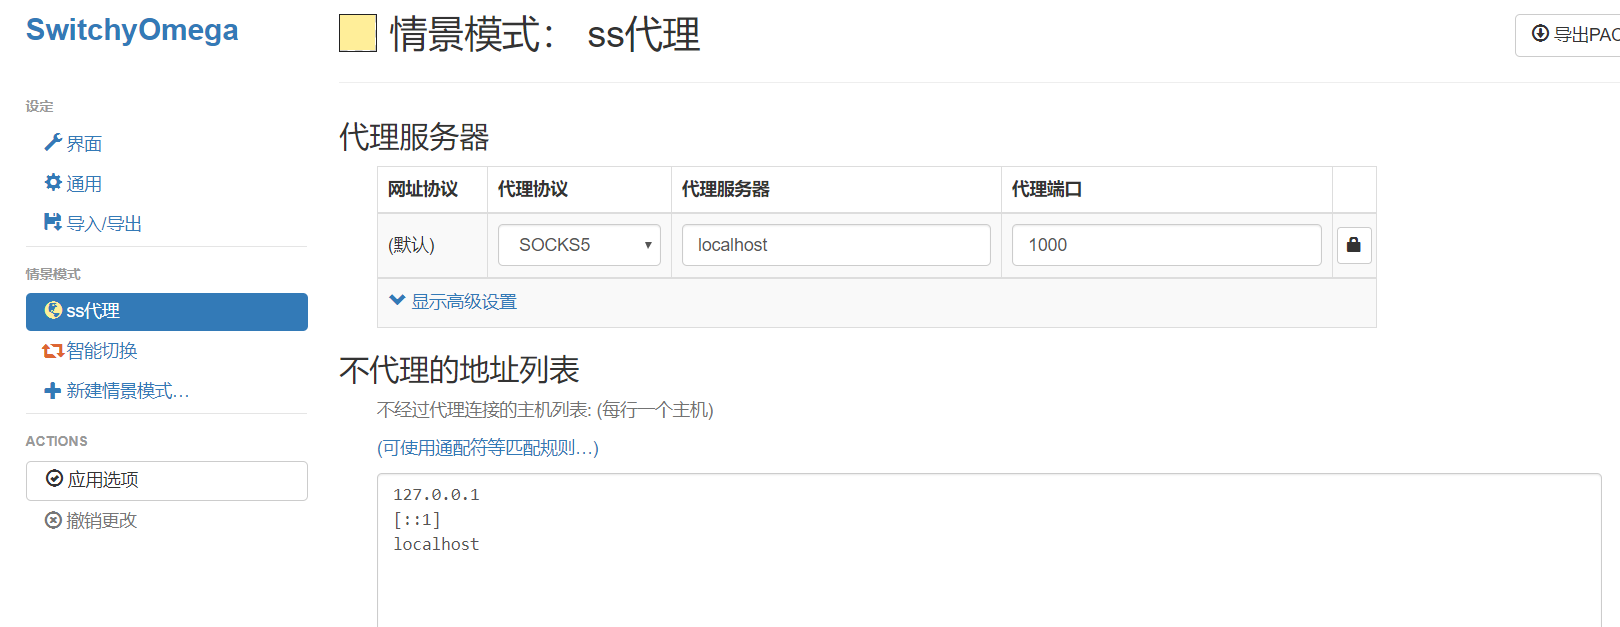 SwitchyOmega
设定
界面
通用
导入/导出
情景模式
ss代理
智能切换
新建情景模式...
ACTIONS
应用选项
撤销更改
情景模式： ss代理
导出PAC
代理服务器
网址协议 代理协议 代理服务器 代理端口
(默认) SOCKS5 localhost 1000
显示高级设置
不代理的地址列表
不经过代理连接的主机列表: (每行一个主机)
(可使用通配符等匹配规则...)
127.0.0.1
[::1]
localhost